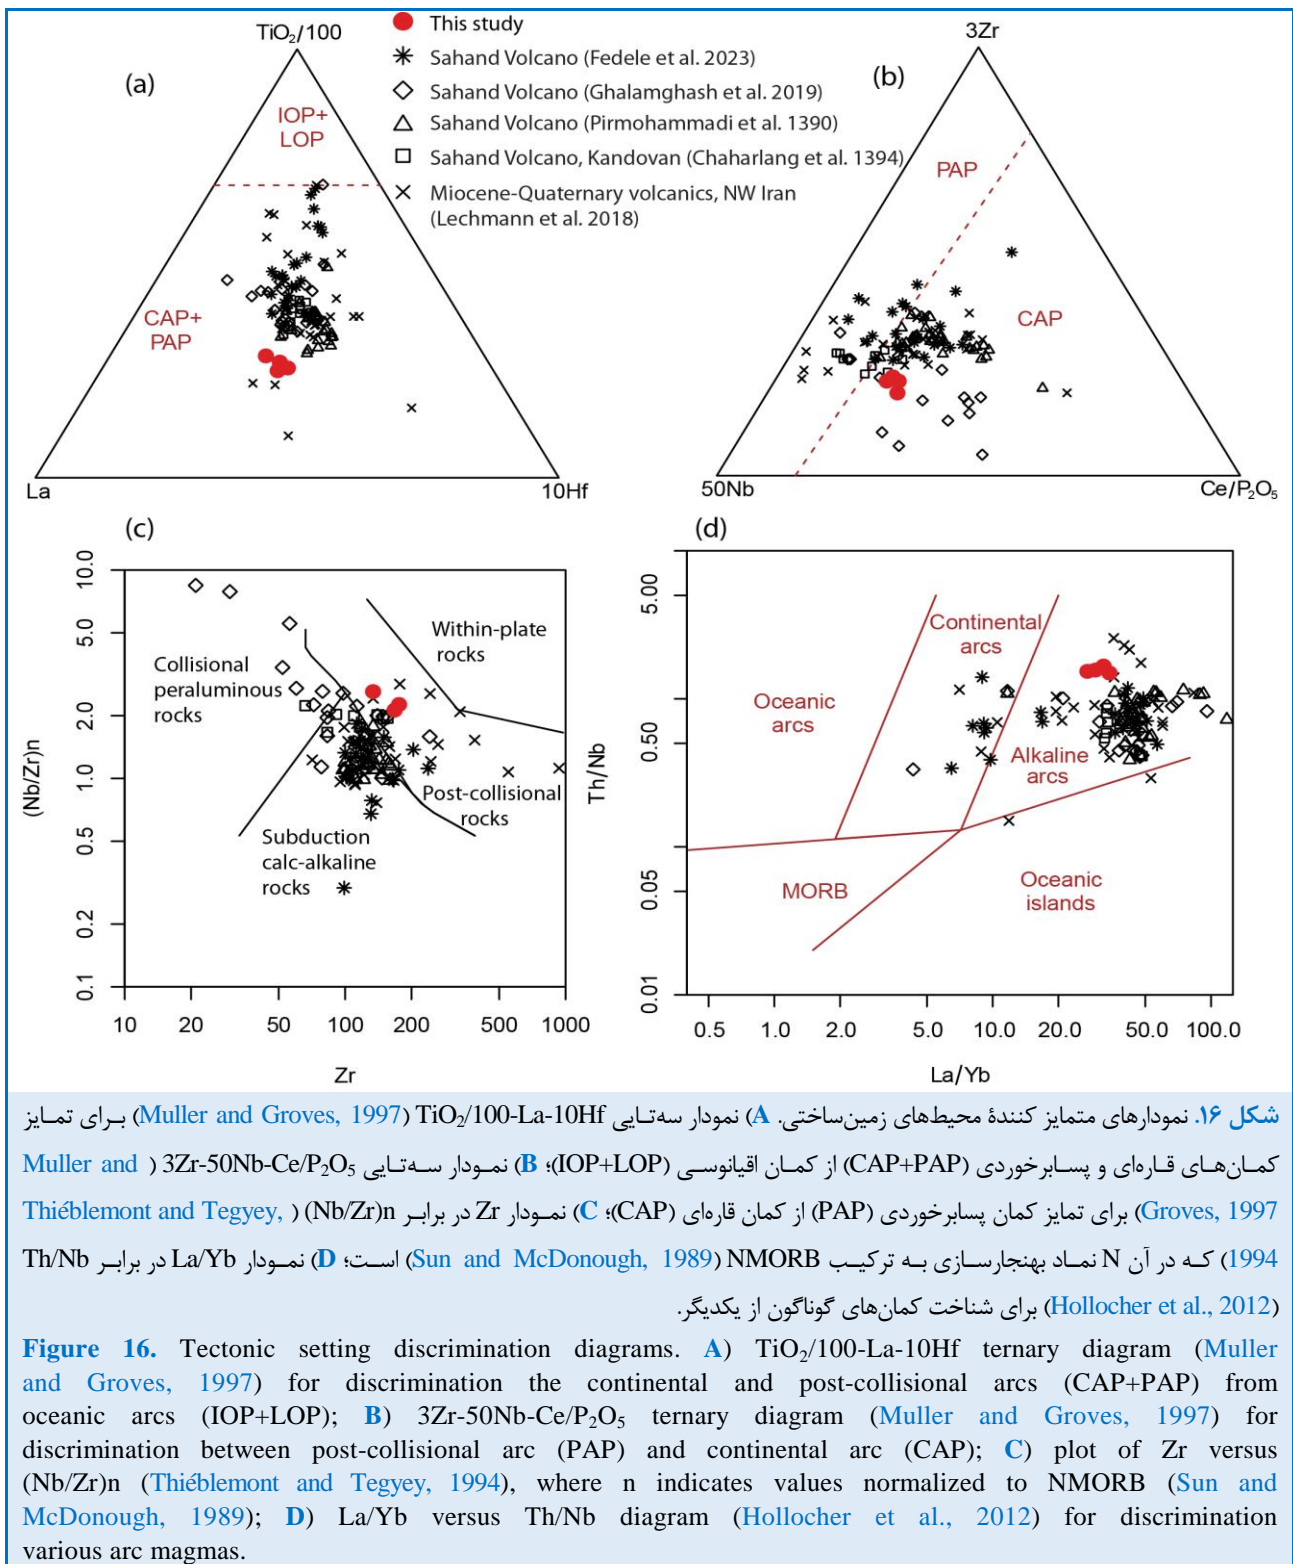 TiO₂/100
(a)
IOP+
LOP
CAP+
PAP
La
10Hf
This study
Sahand Volcano (Fedele et al. 2023)
Sahand Volcano (Ghalamghash et al. 2019)
Sahand Volcano (Pirmohammadi et al. 1390)
Sahand Volcano, Kandovan (Chaharlang et al. 1394)
Miocene-Quaternary volcanics, NW Iran
(Lechmann et al. 2018)
3Zr
(b)
PAP
CAP
50Nb
Ce/P₂O₅
(c)
(Nb/Zr)n
10.0
5.0
2.0
1.0
0.5
0.2
0.1
Within-plate
rocks
Collisional
peraluminous
rocks
Post-collisional
rocks
Subduction
calc-alkaline
rocks
10 20 50 100 200 500 1000
Zr
(d)
Th/Nb
5.00
0.50
0.05
0.01
Continental
arcs
Oceanic
arcs
Alkaline
arcs
MORB
Oceanic
islands
0.5 1.0 2.0 5.0 10.0 20.0 50.0 100.0
La/Yb
شکل ۱۶. نمودارهای متمایز کنندۀ محیط‌های زمین‌ساختی. A) نمودار سه‌تایی TiO₂/100-La-10Hf (Muller and Groves, 1997) برای تمایز
کمان‌های قاره‌ای و پسابرخوردی (CAP+PAP) از کمان اقیانوسی (IOP+LOP)؛ B) نمودار سه‌تایی 3Zr-50Nb-Ce/P₂O₅ (Muller and
Groves, 1997) برای تمایز کمان پسابرخوردی (PAP) از کمان قاره‌ای (CAP)؛ C) نمودار Zr در برابر (Nb/Zr)n (Thiéblemont and Tegyey,
1994) که در آن N نماد بهنجارسازی به ترکیب NMORB (Sun and McDonough, 1989) است؛ D) نمودار La/Yb در برابر Th/Nb
(Hollocher et al., 2012) برای شناخت کمان‌های گوناگون از یکدیگر.
Figure 16. Tectonic setting discrimination diagrams. A) TiO₂/100-La-10Hf ternary diagram (Muller
and Groves, 1997) for discrimination the continental and post-collisional arcs (CAP+PAP) from
oceanic arcs (IOP+LOP); B) 3Zr-50Nb-Ce/P₂O₅ ternary diagram (Muller and Groves, 1997) for
discrimination between post-collisional arc (PAP) and continental arc (CAP); C) plot of Zr versus
(Nb/Zr)n (Thiéblemont and Tegyey, 1994), where n indicates values normalized to NMORB (Sun and
McDonough, 1989); D) La/Yb versus Th/Nb diagram (Hollocher et al., 2012) for discrimination
various arc magmas.